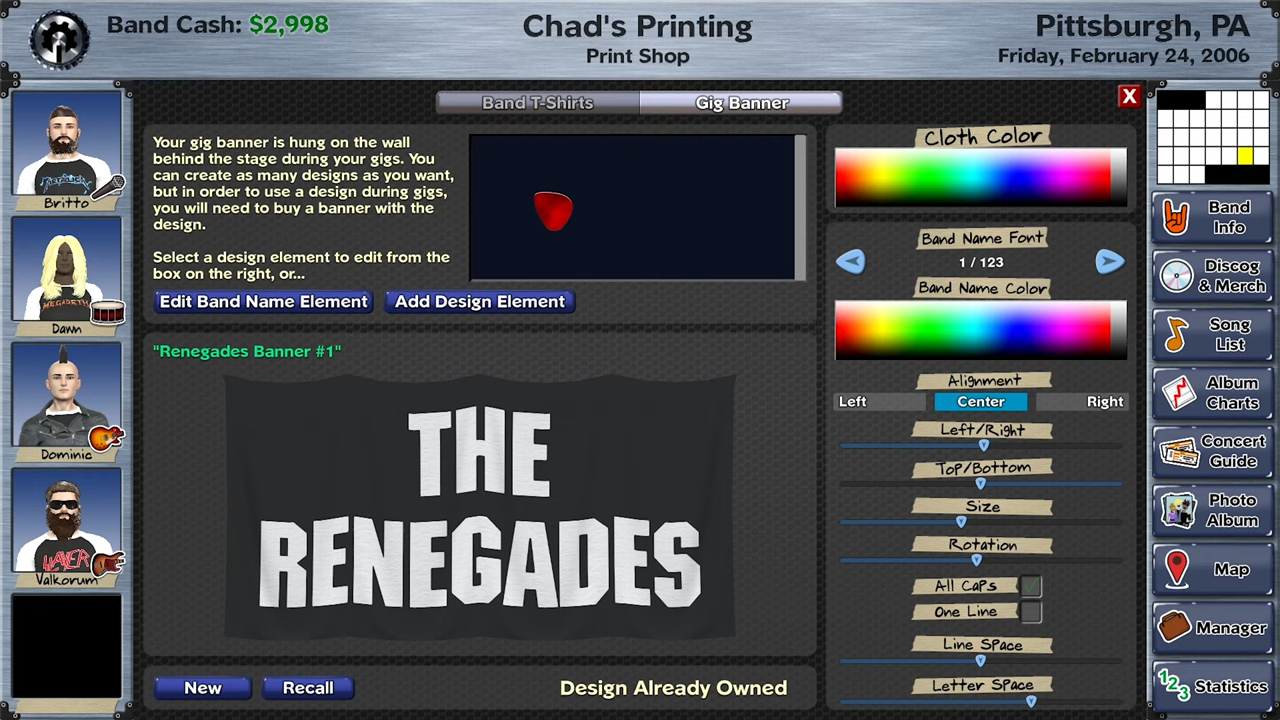 Band Cash: $2,998
Chad's Printing
Print Shop
Pittsburgh, PA
Friday, February 24, 2006
Britto
METALLICA
Dawn
MEGADETH
Dominic
Valkorum
SLAYER
Band T-Shirts
Gig Banner
X
Your gig banner is hung on the wall
behind the stage during your gigs. You
can create as many designs as you want,
but in order to use a design during gigs,
you will need to buy a banner with the
design.
Select a design element to edit from the
box on the right, or...
Edit Band Name Element
Add Design Element
"Renegades Banner #1"
THE
RENEGADES
New
Recall
Design Already Owned
Cloth Color
Band Name Font
1 / 123
Band Name Color
Alignment
Left
Center
Right
Left/Right
Top/Bottom
Size
Rotation
All Caps
One Line
Line Space
Letter Space
Band
Info
Discog
& Merch
Song
List
Album
Charts
Concert
Guide
Photo
Album
Map
Manager
123
Statistics